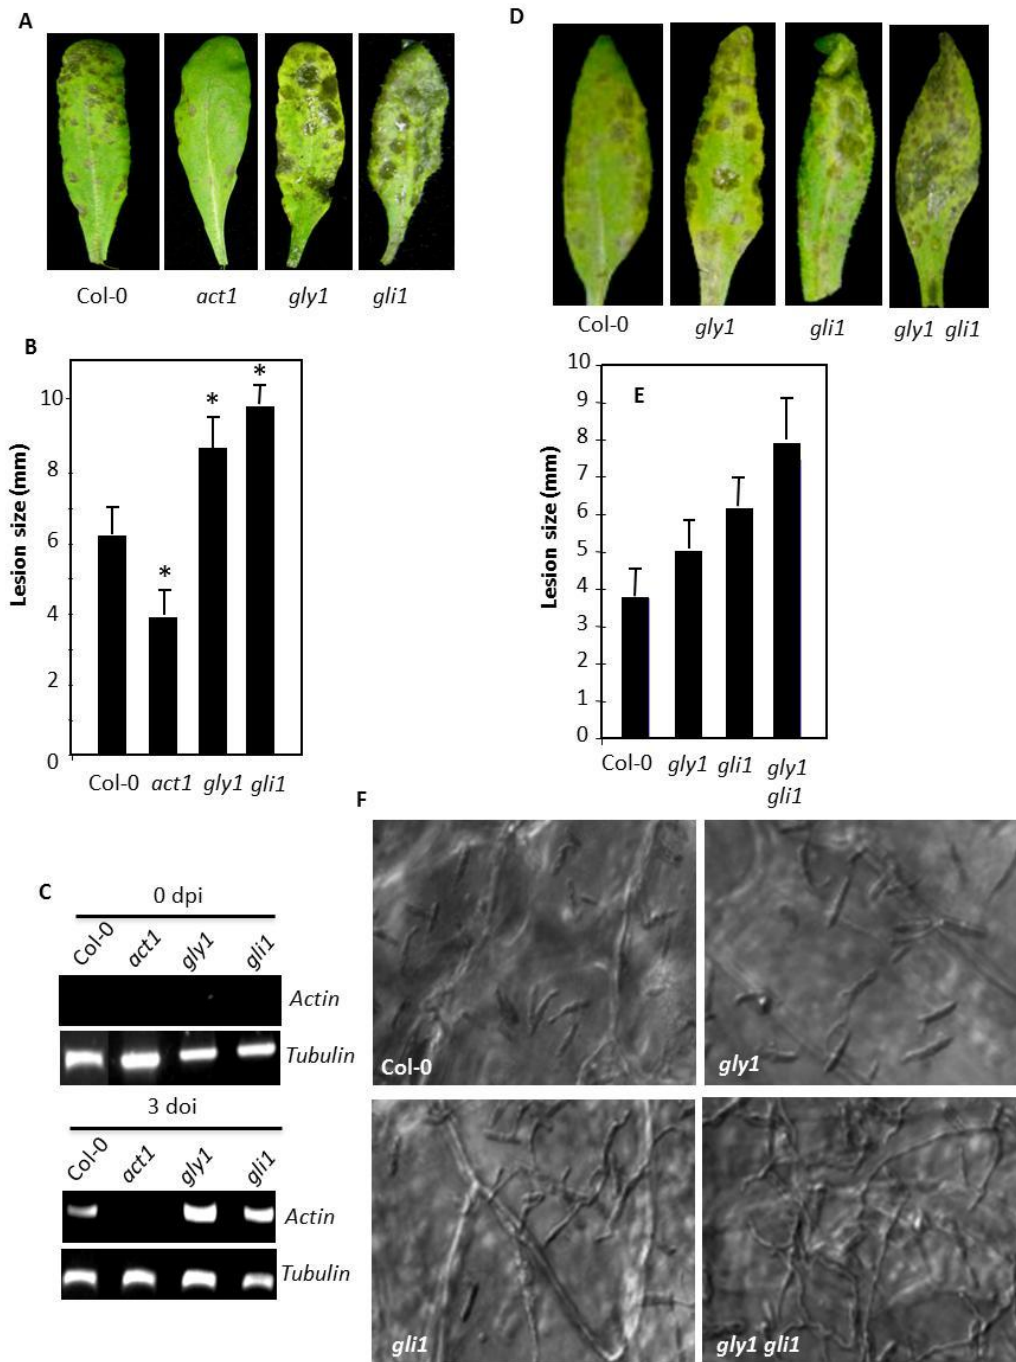 A
Col-0 act1 gly1 gli1
D
Col-0 gly1 gli1 gly1 gli1
B
Lesion size (mm)
10
8
6
4
2
0
* * *
Col-0 act1 gly1 gli1
E
Lesion size (mm)
10
9
8
7
6
5
4
3
2
1
0
Col-0 gly1 gli1 gly1
gli1
C
0 dpi
Col-0 act1 gly1 gli1
Actin
Tubulin
3 doi
Col-0 act1 gly1 gli1
Actin
Tubulin
F
Col-0
gly1
gli1
gly1 gli1